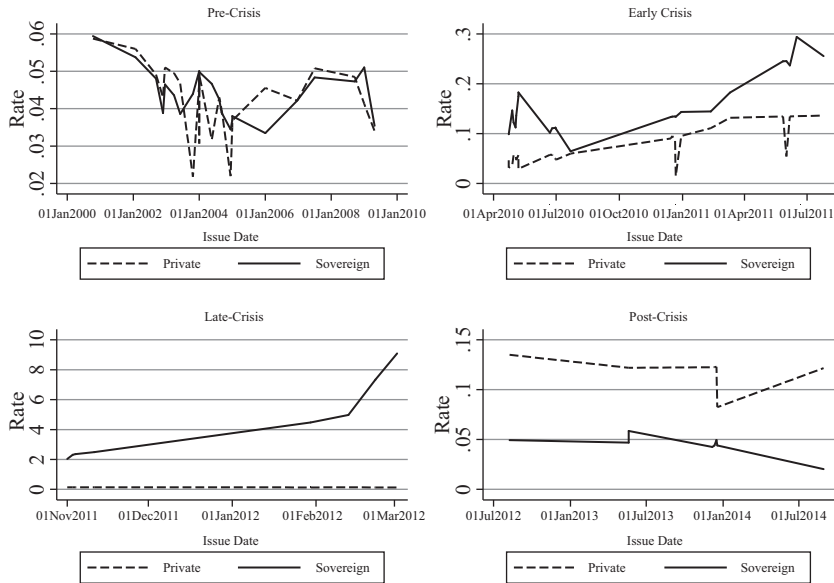 Pre-Crisis
Rate
.06
.05
.04
.03
.02
01Jan2000 01Jan2002 01Jan2004 01Jan2006 01Jan2008 01Jan2010
Issue Date
Private Sovereign
Early Crisis
Rate
.3
.2
.1
0
01Apr2010 01Jul2010 01Oct2010 01Jan2011 01Apr2011 01Jul2011
Issue Date
Private Sovereign
Late-Crisis
Rate
10
8
6
4
2
0
01Nov2011 01Dec2011 01Jan2012 01Feb2012 01Mar2012
Issue Date
Private Sovereign
Post-Crisis
Rate
.15
.1
.05
0
01Jul2012 01Jan2013 01Jul2013 01Jan2014 01Jul2014
Issue Date
Private Sovereign